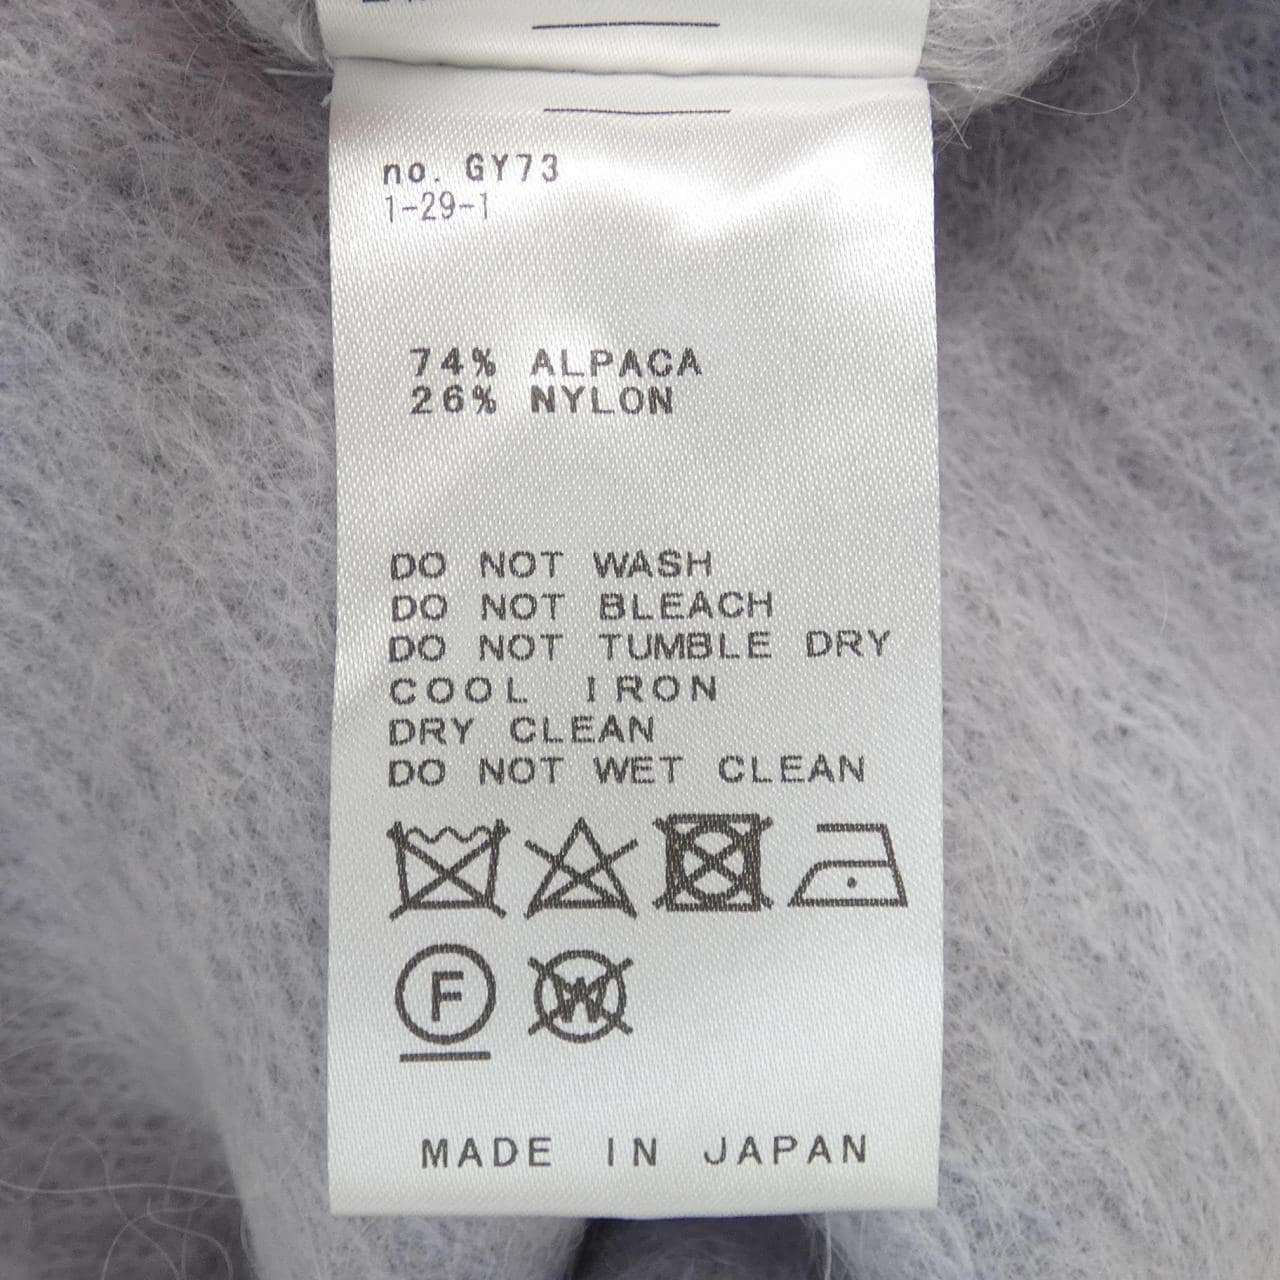 no. GY73
1-29-1
74% ALPACA
26% NYLON
DO NOT WASH
DO NOT BLEACH
DO NOT TUMBLE DRY
COOL IRON
DRY CLEAN
DO NOT WET CLEAN
F W
MADE IN JAPAN